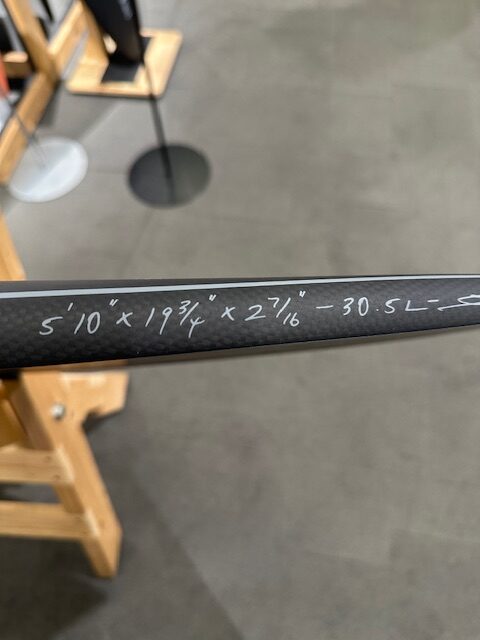 5'10" x 19 3/4" x 2 7/16" - 30.5L-